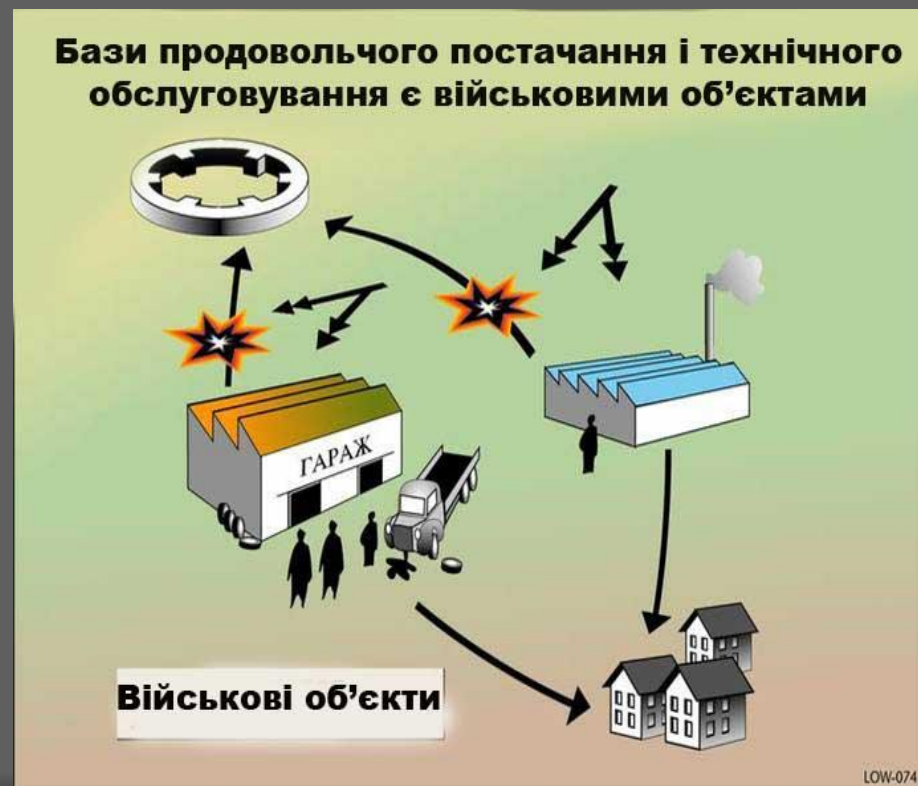 Бази продовольчого постачання і технічного
обслуговування є військовими об’єктами
ГАРАЖ
Військові об’єкти
LOW-074